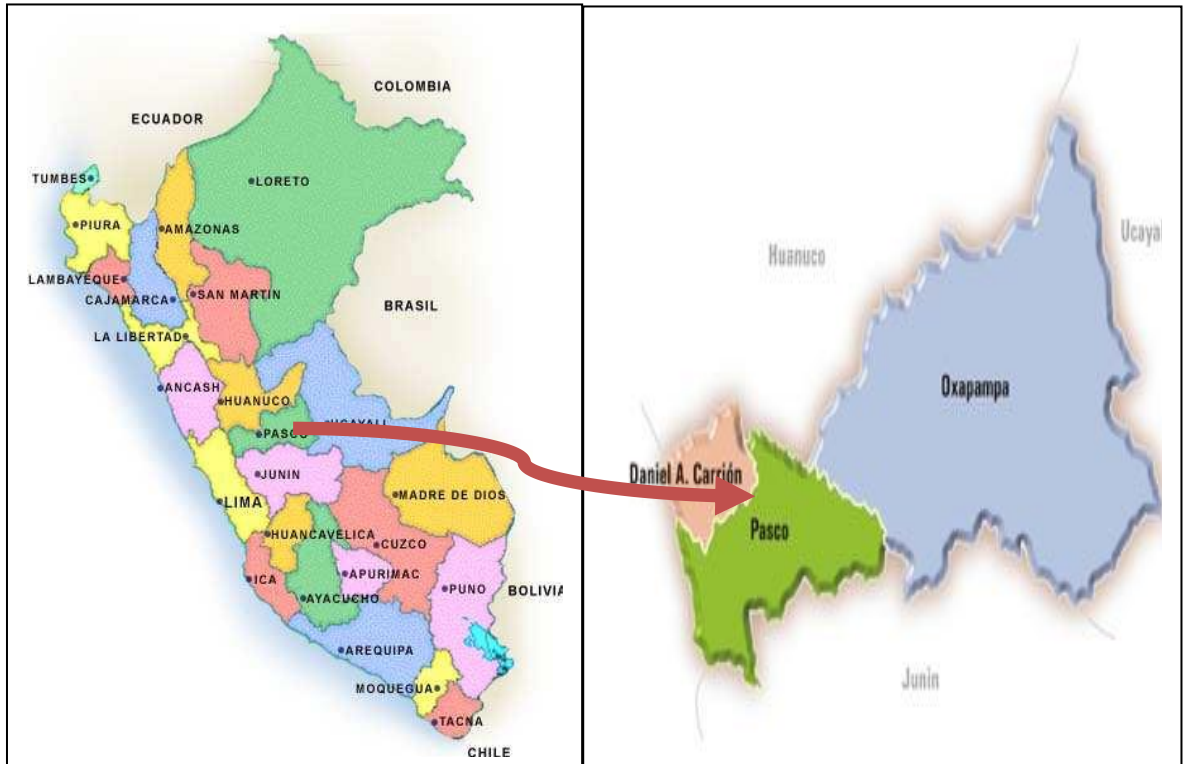 COLOMBIA
ECUADOR
TUMBES
LORETO
PIURA
AMAZONAS
LAMBAYEQUE
SAN MARTIN
CAJAMARCA
BRASIL
LA LIBERTAD
ANCASH
HUANUCO
UCAYALI
PASCO
JUNIN
MADRE DE DIOS
LIMA
HUANCAVELICA
CUZCO
ICA
APURIMAC
PUNO
BOLIVIA
AYACUCHO
AREQUIPA
MOQUEGUA
TACNA
CHILE
Ucayal
Huanuco
Oxapampa
Daniel A. Carrión
Pasco
Junin